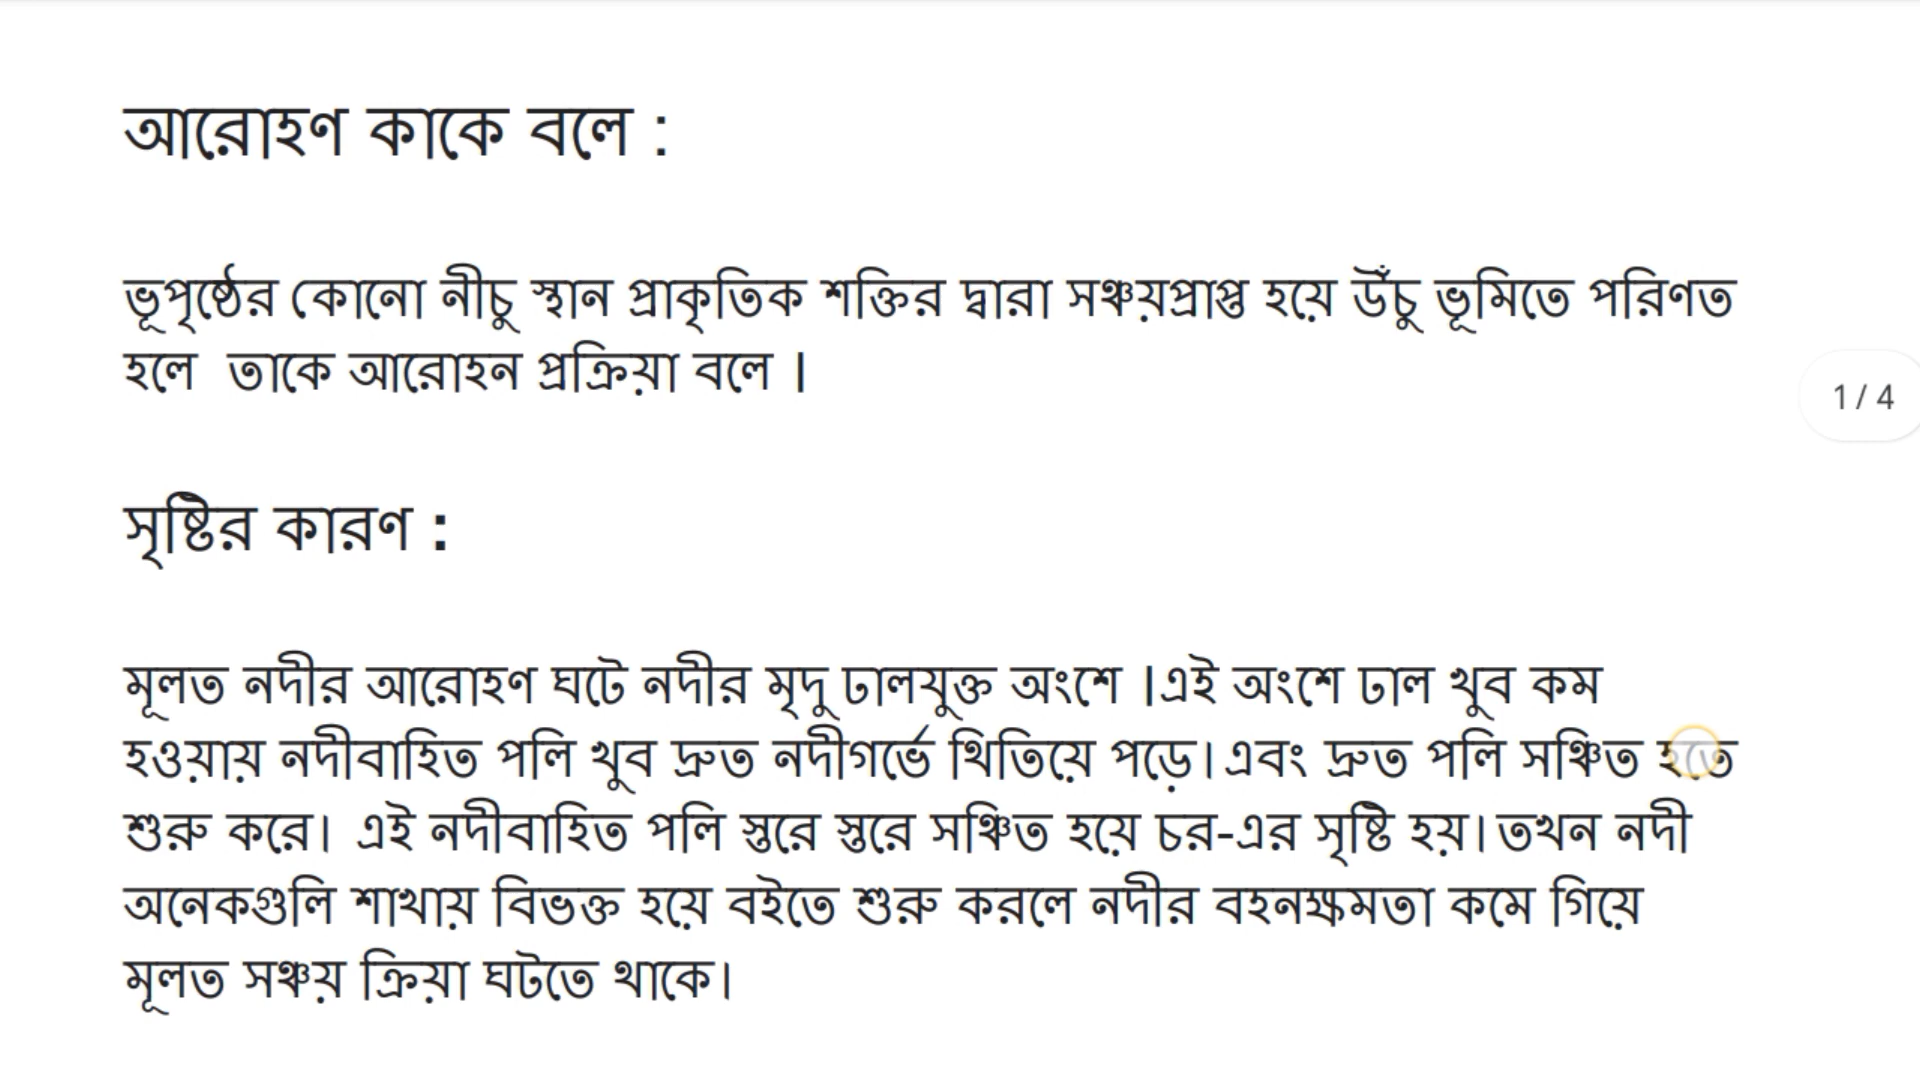 আরোহণ কাকে বলে :
ভূপৃষ্ঠের কোনো নীচু স্থান প্রাকৃতিক শক্তির দ্বারা সঞ্চয়প্রাপ্ত হয়ে উঁচু ভূমিতে পরিণত
হলে তাকে আরোহন প্রক্রিয়া বলে ।
1 / 4
সৃষ্টির কারণ :
মূলত নদীর আরোহণ ঘটে নদীর মৃদু ঢালযুক্ত অংশে ।এই অংশে ঢাল খুব কম
হওয়ায় নদীবাহিত পলি খুব দ্রুত নদীগর্ভে থিতিয়ে পড়ে। এবং দ্রুত পলি সঞ্চিত হতে
শুরু করে। এই নদীবাহিত পলি স্তরে স্তরে সঞ্চিত হয়ে চর-এর সৃষ্টি হয়। তখন নদী
অনেকগুলি শাখায় বিভক্ত হয়ে বইতে শুরু করলে নদীর বহনক্ষমতা কমে গিয়ে
মূলত সঞ্চয় ক্রিয়া ঘটতে থাকে।